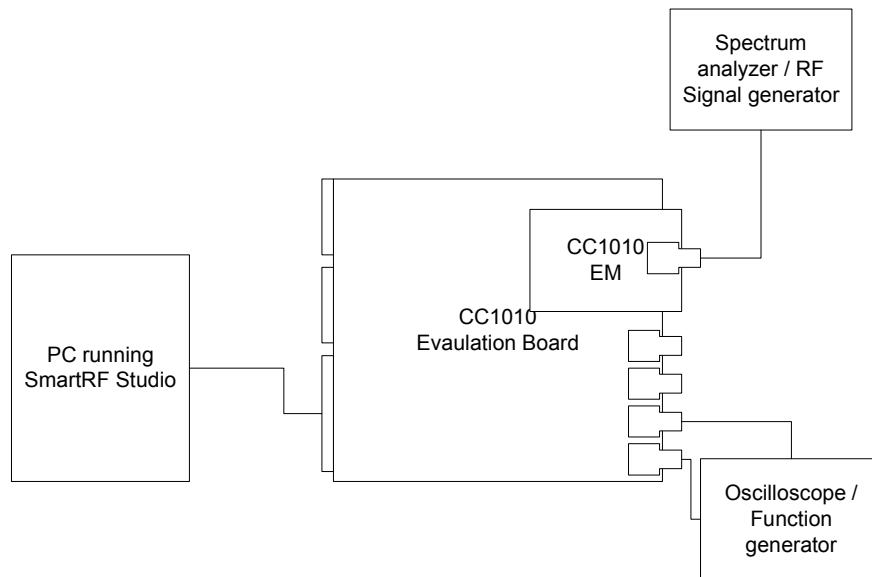 Spectrum
analyzer / RF
Signal generator
CC1010
EM
CC1010
Evaulation Board
PC running
SmartRF Studio
Oscilloscope /
Function
generator